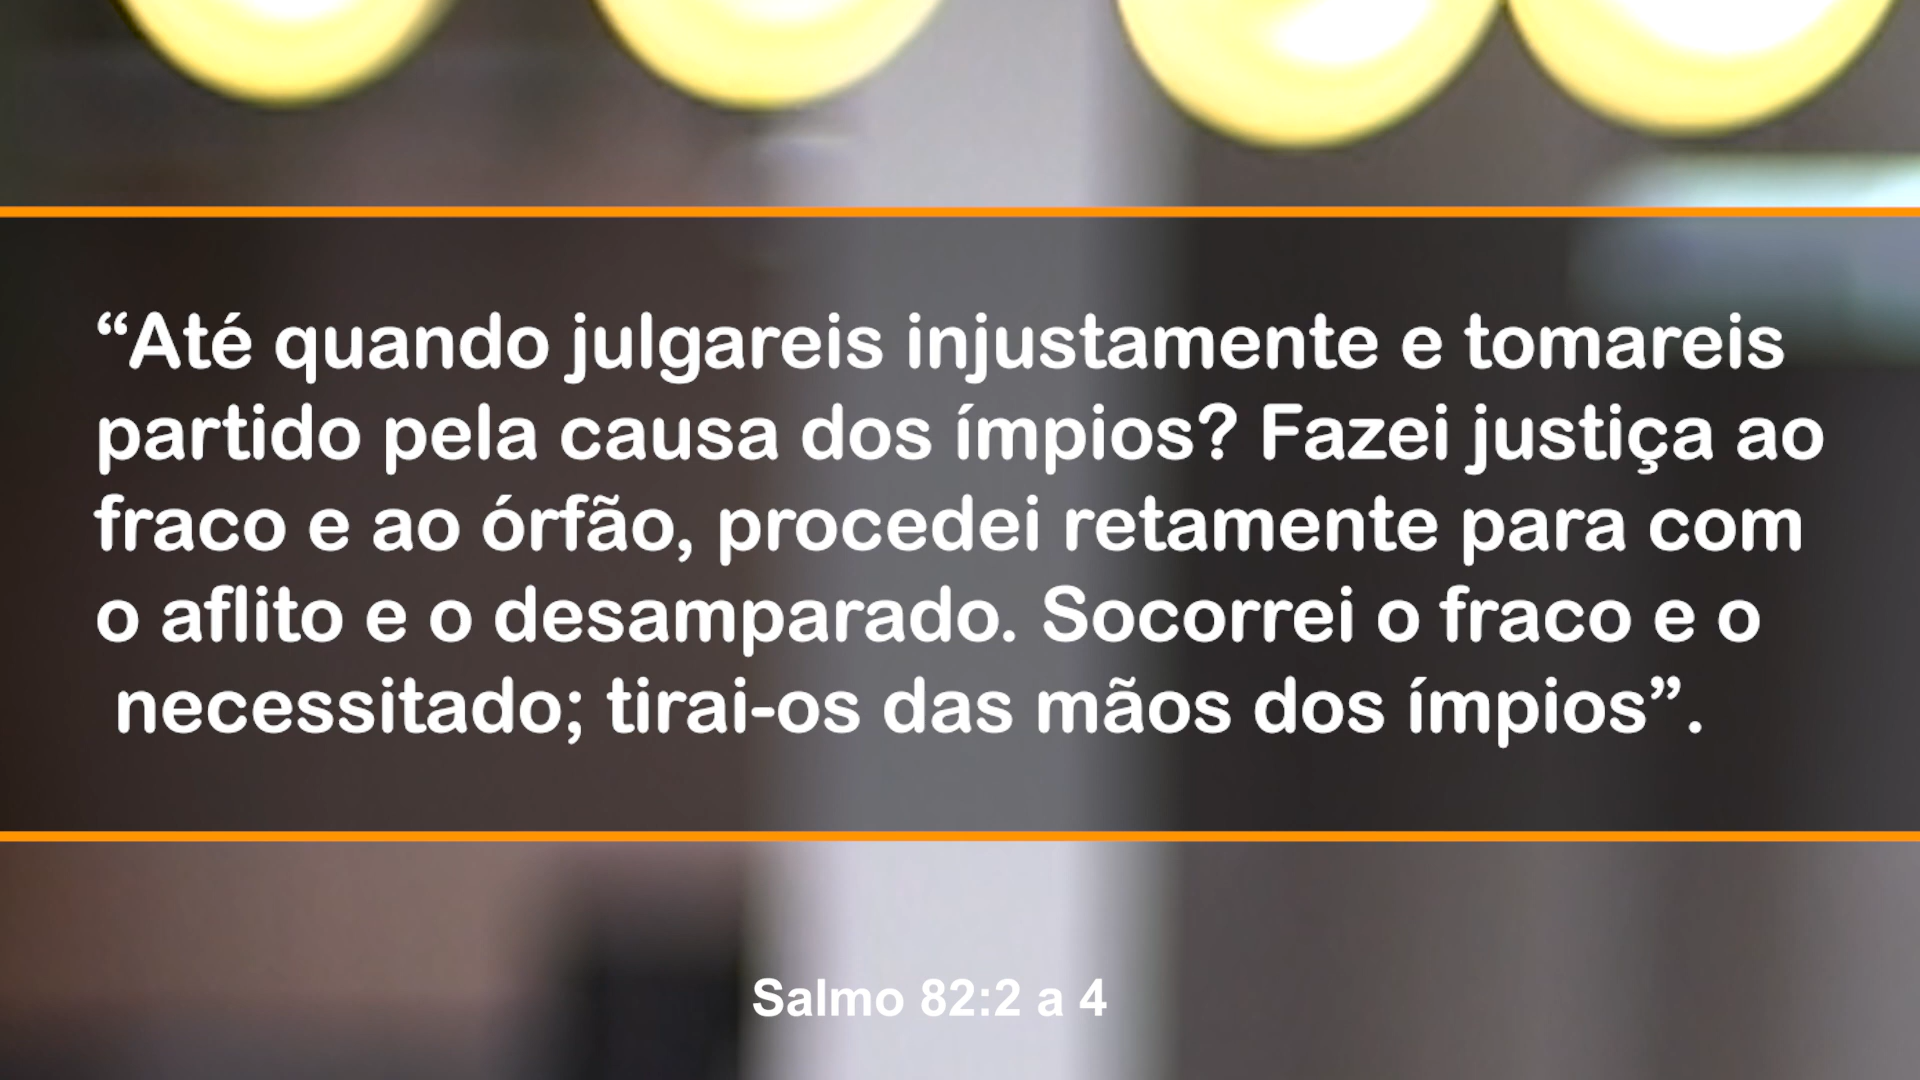 “Até quando julgareis injustamente e tomareis
partido pela causa dos ímpios? Fazei justiça ao
fraco e ao órfão, procedei retamente para com
o aflito e o desamparado. Socorrei o fraco e o
necessitado; tirai-os das mãos dos ímpios”.
Salmo 82:2 a 4